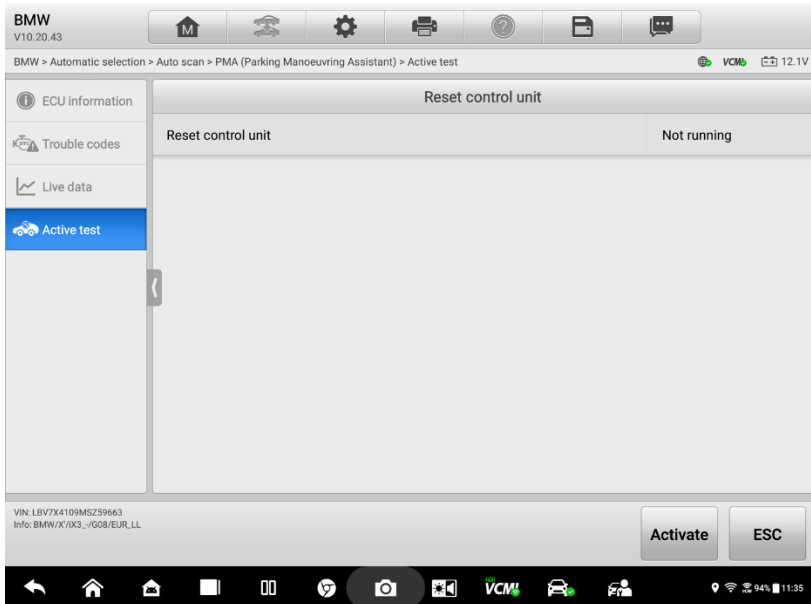 BMW
V10.20.43
M
BMW > Automatic selection > Auto scan > PMA (Parking Manoeuvring Assistant) > Active test
VCMI 12.1V
ECU information
Reset control unit
Trouble codes
Reset control unit Not running
Live data
Active test
VIN: LBV7X4109MSZ59663
Info: BMW/X'/iX3_-/G08/EUR_LL
Activate
ESC
VCMI
94% 11:35